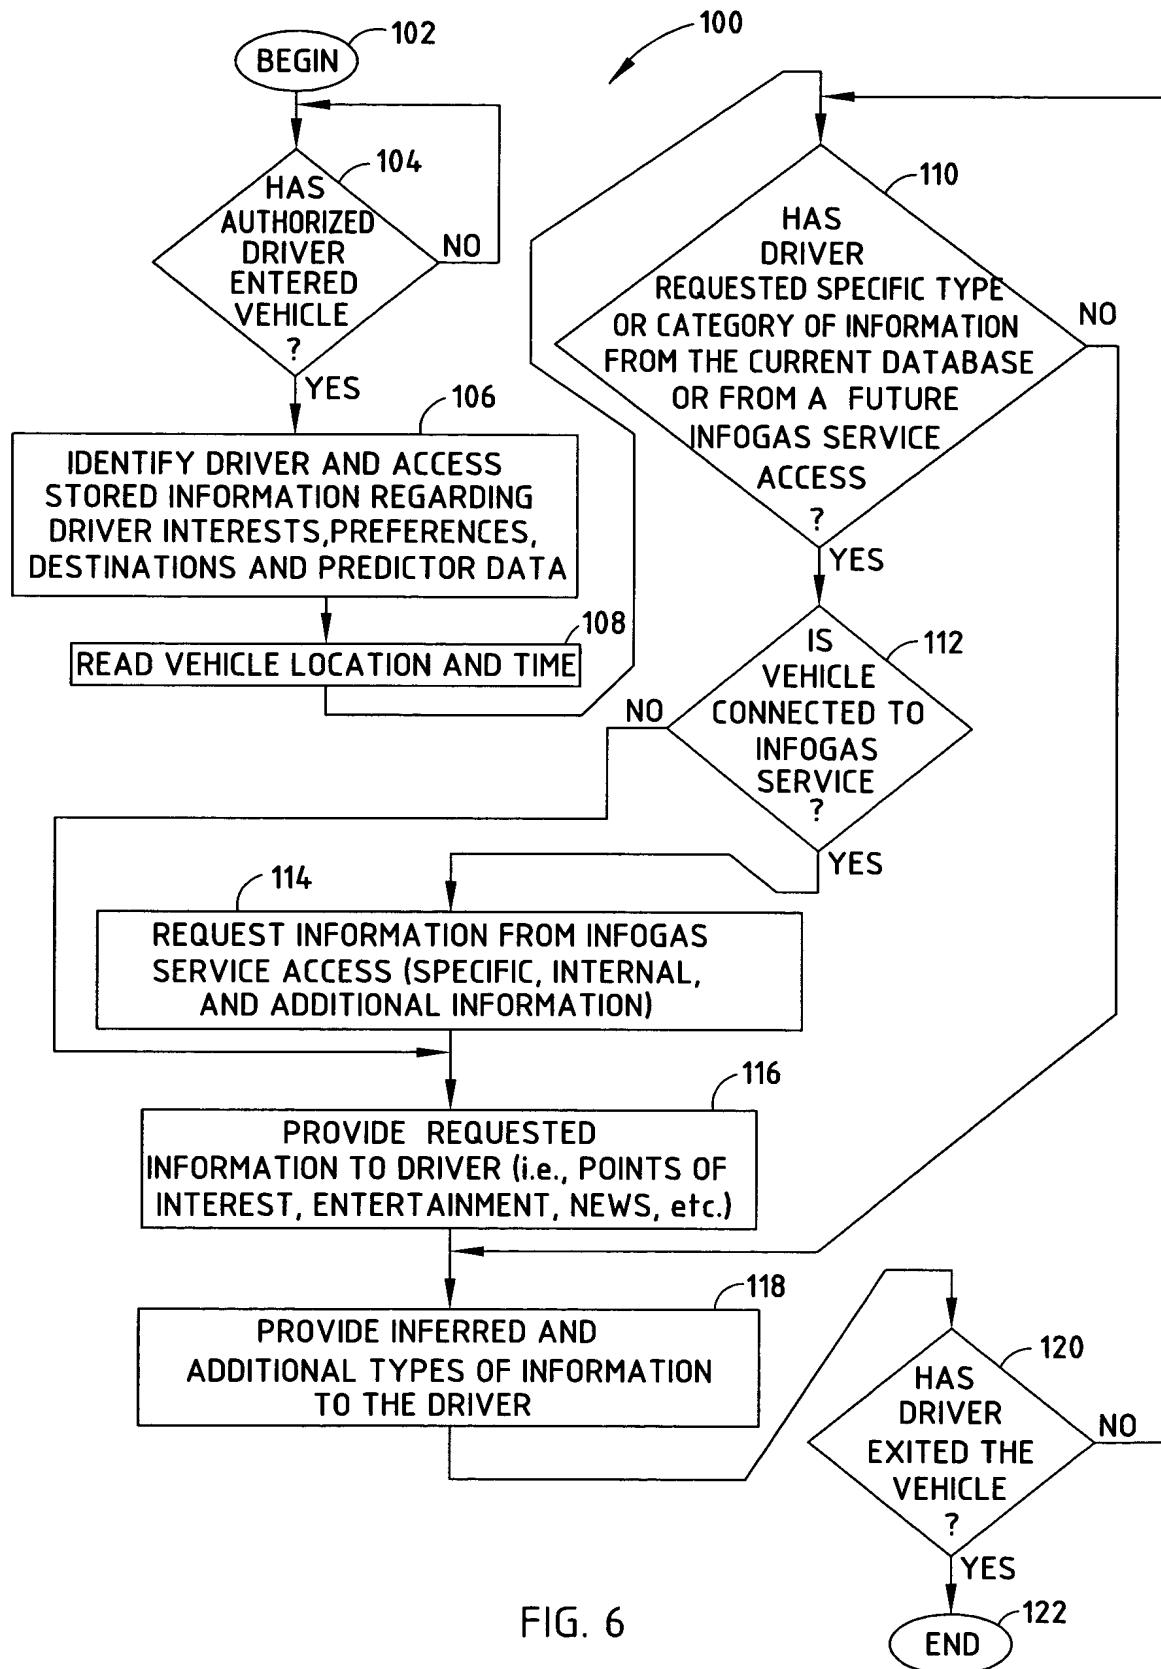 100
102
BEGIN
104
HAS
AUTHORIZED
DRIVER
ENTERED
VEHICLE
?
NO
YES
106
IDENTIFY DRIVER AND ACCESS
STORED INFORMATION REGARDING
DRIVER INTERESTS,PREFERENCES,
DESTINATIONS AND PREDICTOR DATA
108
READ VEHICLE LOCATION AND TIME
110
HAS
DRIVER
REQUESTED SPECIFIC TYPE
OR CATEGORY OF INFORMATION
FROM THE CURRENT DATABASE
OR FROM A FUTURE
INFOGAS SERVICE
ACCESS
?
NO
YES
112
IS
VEHICLE
CONNECTED TO
INFOGAS
SERVICE
?
NO
YES
114
REQUEST INFORMATION FROM INFOGAS
SERVICE ACCESS (SPECIFIC, INTERNAL,
AND ADDITIONAL INFORMATION)
116
PROVIDE REQUESTED
INFORMATION TO DRIVER (i.e., POINTS OF
INTEREST, ENTERTAINMENT, NEWS, etc.)
118
PROVIDE INFERRED AND
ADDITIONAL TYPES OF INFORMATION
TO THE DRIVER
120
HAS
DRIVER
EXITED THE
VEHICLE
?
NO
YES
122
END
FIG. 6